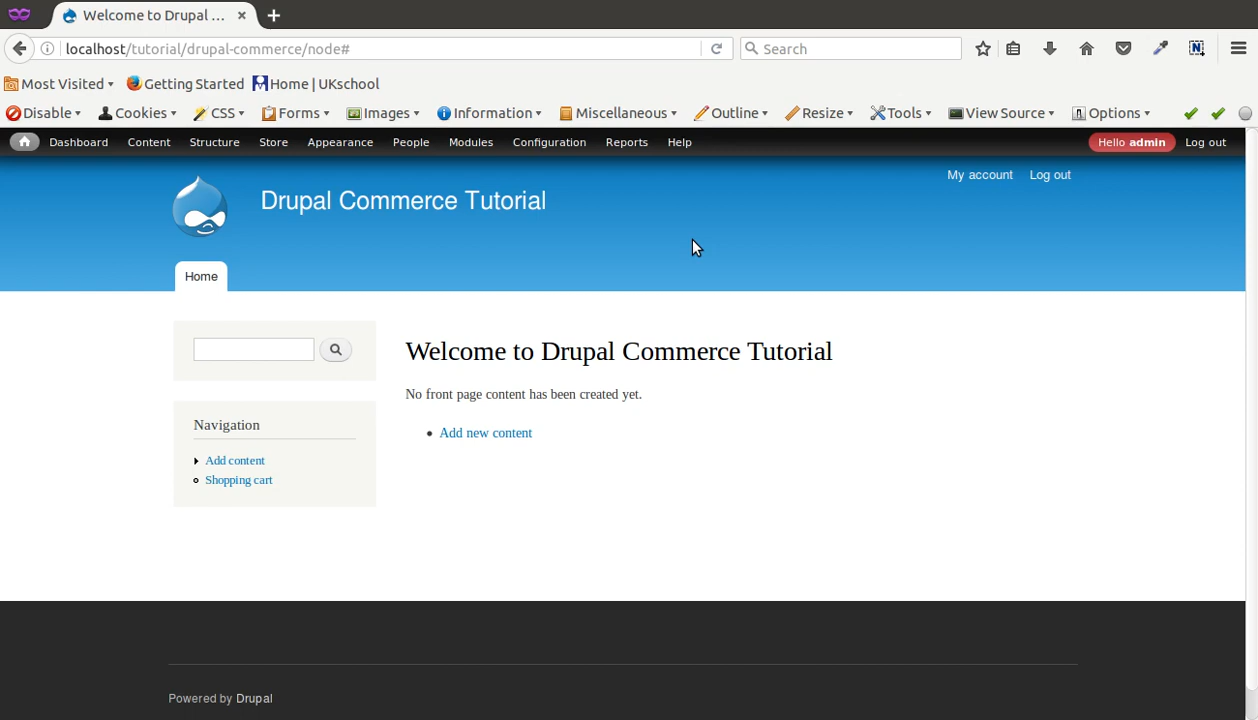 Welcome to Drupal ...
localhost/tutorial/drupal-commerce/node#
Search
Most Visited
Getting Started
Home | UKschool
Disable
Cookies
CSS
Forms
Images
Information
Miscellaneous
Outline
Resize
Tools
View Source
Options
Dashboard
Content
Structure
Store
Appearance
People
Modules
Configuration
Reports
Help
Hello admin
Log out
My account
Log out
Drupal Commerce Tutorial
Home
Welcome to Drupal Commerce Tutorial
No front page content has been created yet.
Add new content
Navigation
Add content
Shopping cart
Powered by Drupal